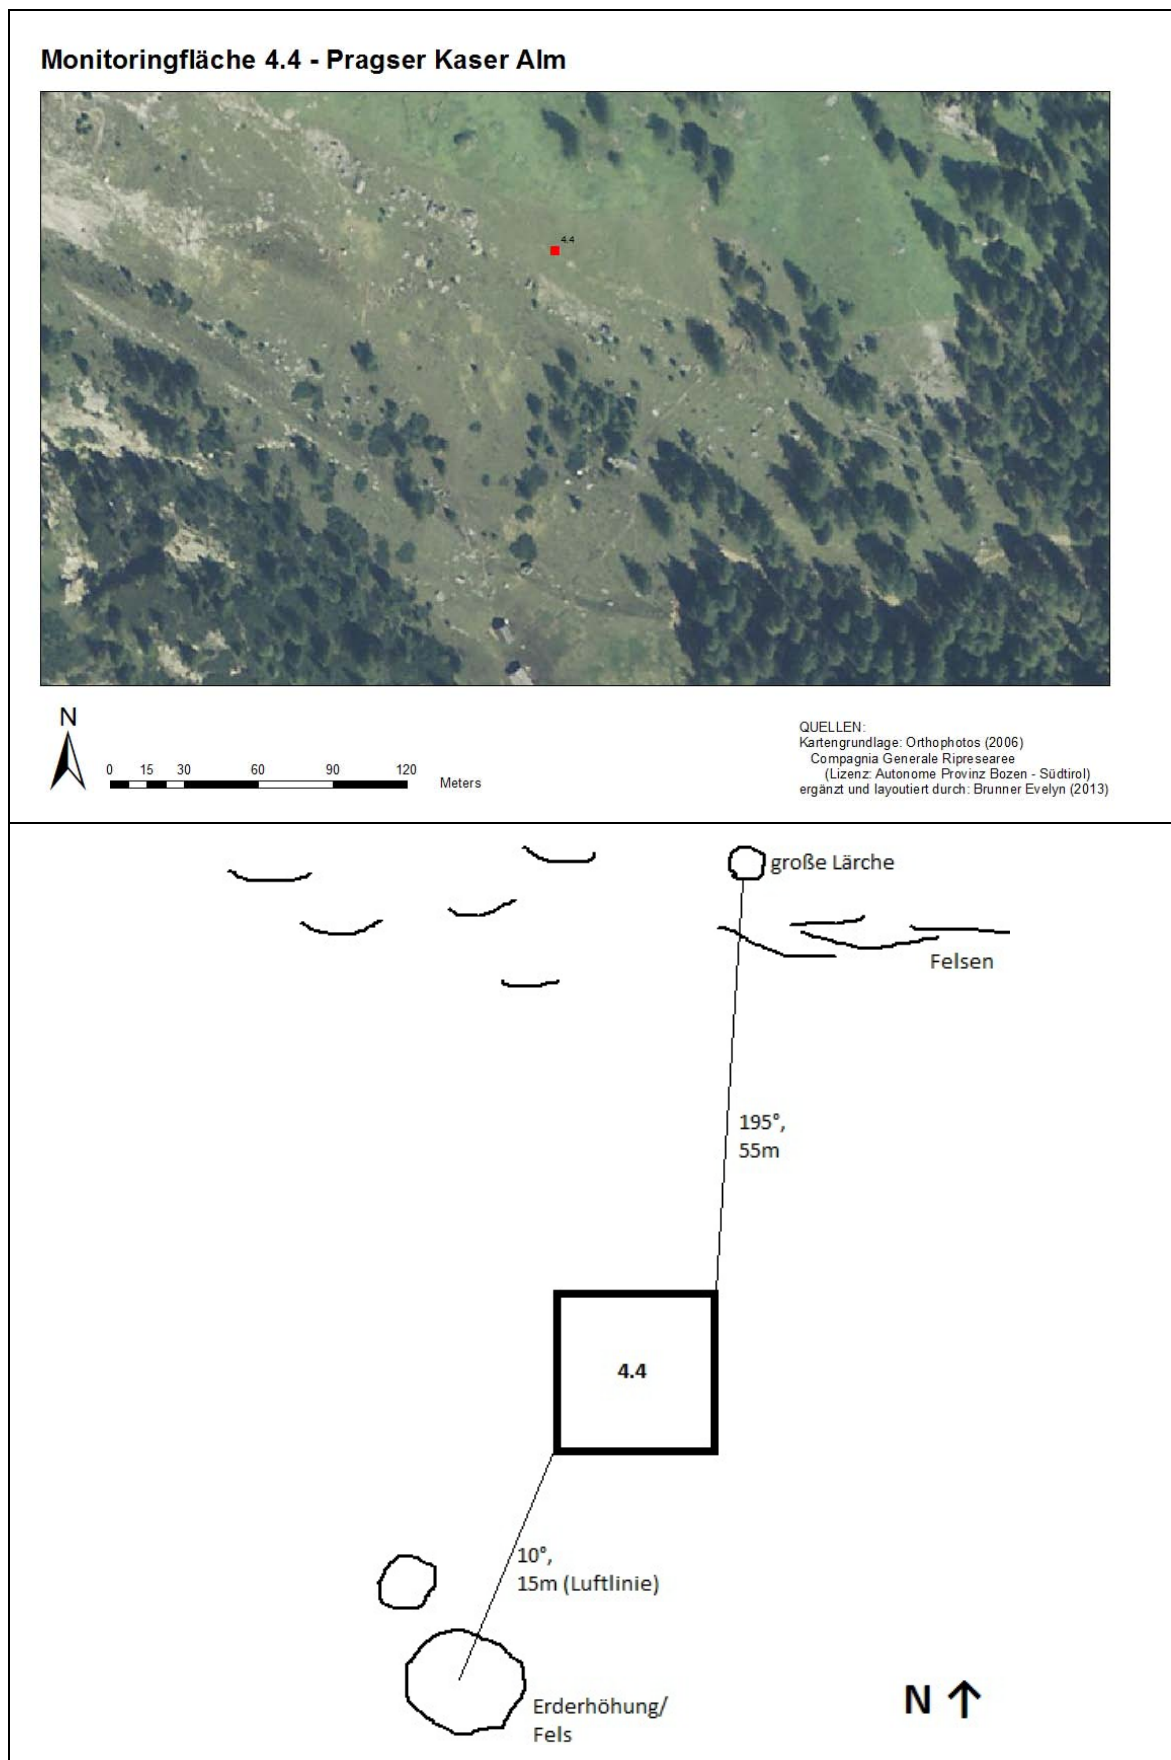 Monitoringfläche 4.4 - Pragser Kaser Alm
4.4
N
0 15 30 60 90 120
Meters
QUELLEN:
Kartengrundlage: Orthophotos (2006)
Compagnia Generale Ripresearee
(Lizenz: Autonome Provinz Bozen - Südtirol)
ergänzt und layoutiert durch: Brunner Evelyn (2013)
große Lärche
Felsen
195°,
55m
4.4
10°,
15m (Luftlinie)
Erderhöhung/
Fels
N